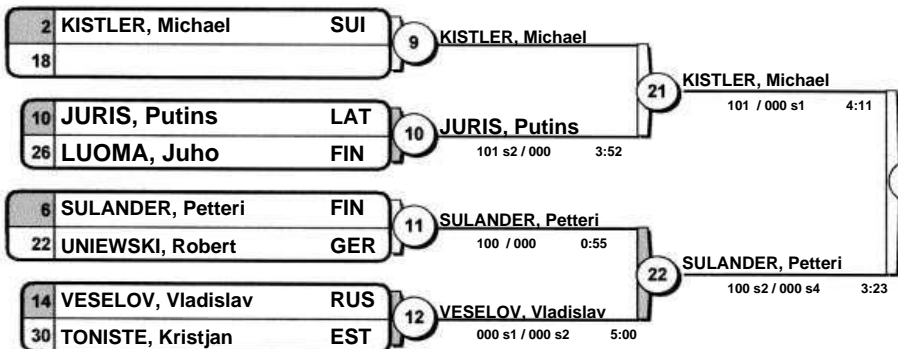 2 KISTLER, Michael SUI
18
9
KISTLER, Michael
10 JURIS, Putins LAT
26 LUOMA, Juho FIN
10
JURIS, Putins
101 s2 / 000 3:52
21
KISTLER, Michael
101 / 000 s1 4:11
6 SULANDER, Petteri FIN
22 UNIEWSKI, Robert GER
11
SULANDER, Petteri
100 / 000 0:55
14 VESELOV, Vladislav RUS
30 TONISTE, Kristjan EST
12
VESELOV, Vladislav
000 s1 / 000 s2 5:00
22
SULANDER, Petteri
100 s2 / 000 s4 3:23